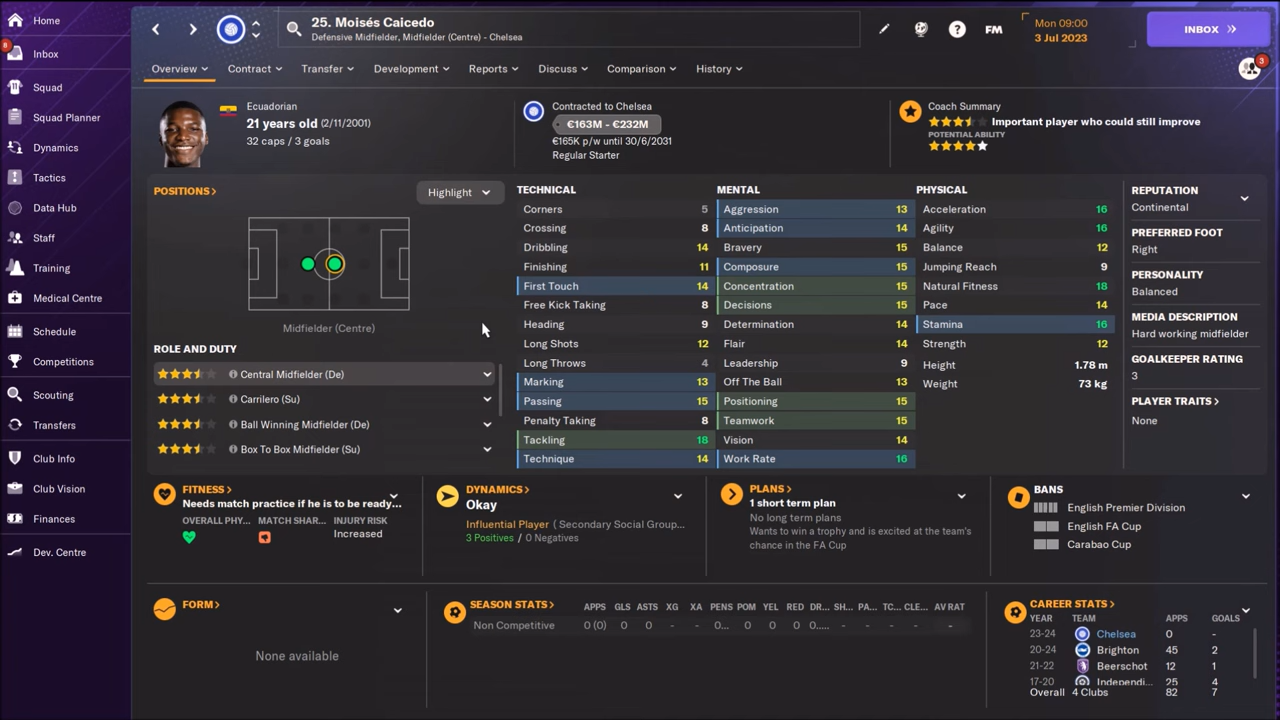 Home
8
Inbox
Squad
Squad Planner
Dynamics
Tactics
Data Hub
Staff
Training
Medical Centre
Schedule
Competitions
Scouting
Transfers
Club Info
Club Vision
Finances
Dev. Centre
25. Moisés Caicedo
Defensive Midfielder, Midfielder (Centre) - Chelsea
?
FM
Mon 09:00
3 Jul 2023
INBOX
Overview
Contract
Transfer
Development
Reports
Discuss
Comparison
History
3
Ecuadorian
21 years old (2/11/2001)
32 caps / 3 goals
Contracted to Chelsea
€163M - €232M
€165K p/w until 30/6/2031
Regular Starter
Coach Summary
Important player who could still improve
POTENTIAL ABILITY
POSITIONS>
Highlight
Midfielder (Centre)
ROLE AND DUTY
Central Midfielder (De)
Carrilero (Su)
Ball Winning Midfielder (De)
Box To Box Midfielder (Su)
TECHNICAL
Corners 5
Crossing 8
Dribbling 14
Finishing 11
First Touch 14
Free Kick Taking 8
Heading 9
Long Shots 12
Long Throws 4
Marking 13
Passing 15
Penalty Taking 8
Tackling 18
Technique 14
MENTAL
Aggression 13
Anticipation 14
Bravery 15
Composure 15
Concentration 15
Decisions 15
Determination 14
Flair 14
Leadership 9
Off The Ball 13
Positioning 15
Teamwork 15
Vision 14
Work Rate 16
PHYSICAL
Acceleration 16
Agility 16
Balance 12
Jumping Reach 9
Natural Fitness 18
Pace 14
Stamina 16
Strength 12
Height 1.78 m
Weight 73 kg
REPUTATION
Continental
PREFERRED FOOT
Right
PERSONALITY
Balanced
MEDIA DESCRIPTION
Hard working midfielder
GOALKEEPER RATING
3
PLAYER TRAITS>
None
FITNESS>
Needs match practice if he is to be ready...
OVERALL PHY...
MATCH SHAR...
INJURY RISK
Increased
DYNAMICS>
Okay
Influential Player ( Secondary Social Group...
3 Positives / 0 Negatives
PLANS>
1 short term plan
No long term plans
Wants to win a trophy and is excited at the team's
chance in the FA Cup
BANS
English Premier Division
English FA Cup
Carabao Cup
FORM>
None available
SEASON STATS> APPS GLS ASTS XG XA PENS POM YEL RED DR... SH... PA... TC... CLE... AV RAT
Non Competitive 0 (0) 0 0 - - 0... 0 0 0 0..... - - - - -
CAREER STATS>
YEAR TEAM APPS GOALS
23-24 Chelsea 0 -
20-24 Brighton 45 2
21-22 Beerschot 12 1
17-20 Independi... 25 4
Overall 4 Clubs 82 7